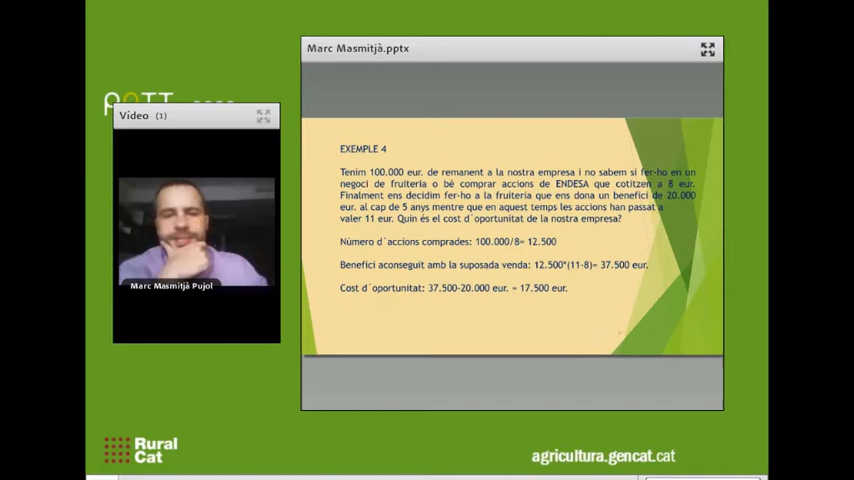 Marc Masmitjà.pptx
Vídeo (1)
EXEMPLE 4
Tenim 100.000 eur. de remanent a la nostra empresa i no sabem si fer-ho en un
negoci de fruiteria o bé comprar accions de ENDESA que cotitzen a 8 eur.
Finalment ens decidim fer-ho a la fruiteria que ens dona un benefici de 20.000
eur. al cap de 5 anys mentre que en aquest temps les accions han passat a
valer 11 eur. Quin és el cost d´oportunitat de la nostra empresa?
Número d´accions comprades: 100.000/8= 12.500
Benefici aconseguit amb la suposada venda: 12.500*(11-8)= 37.500 eur.
Cost d´oportunitat: 37.500-20.000 eur. = 17.500 eur.
Marc Masmitjà Pujol
Rural
Cat
agricultura.gencat.cat